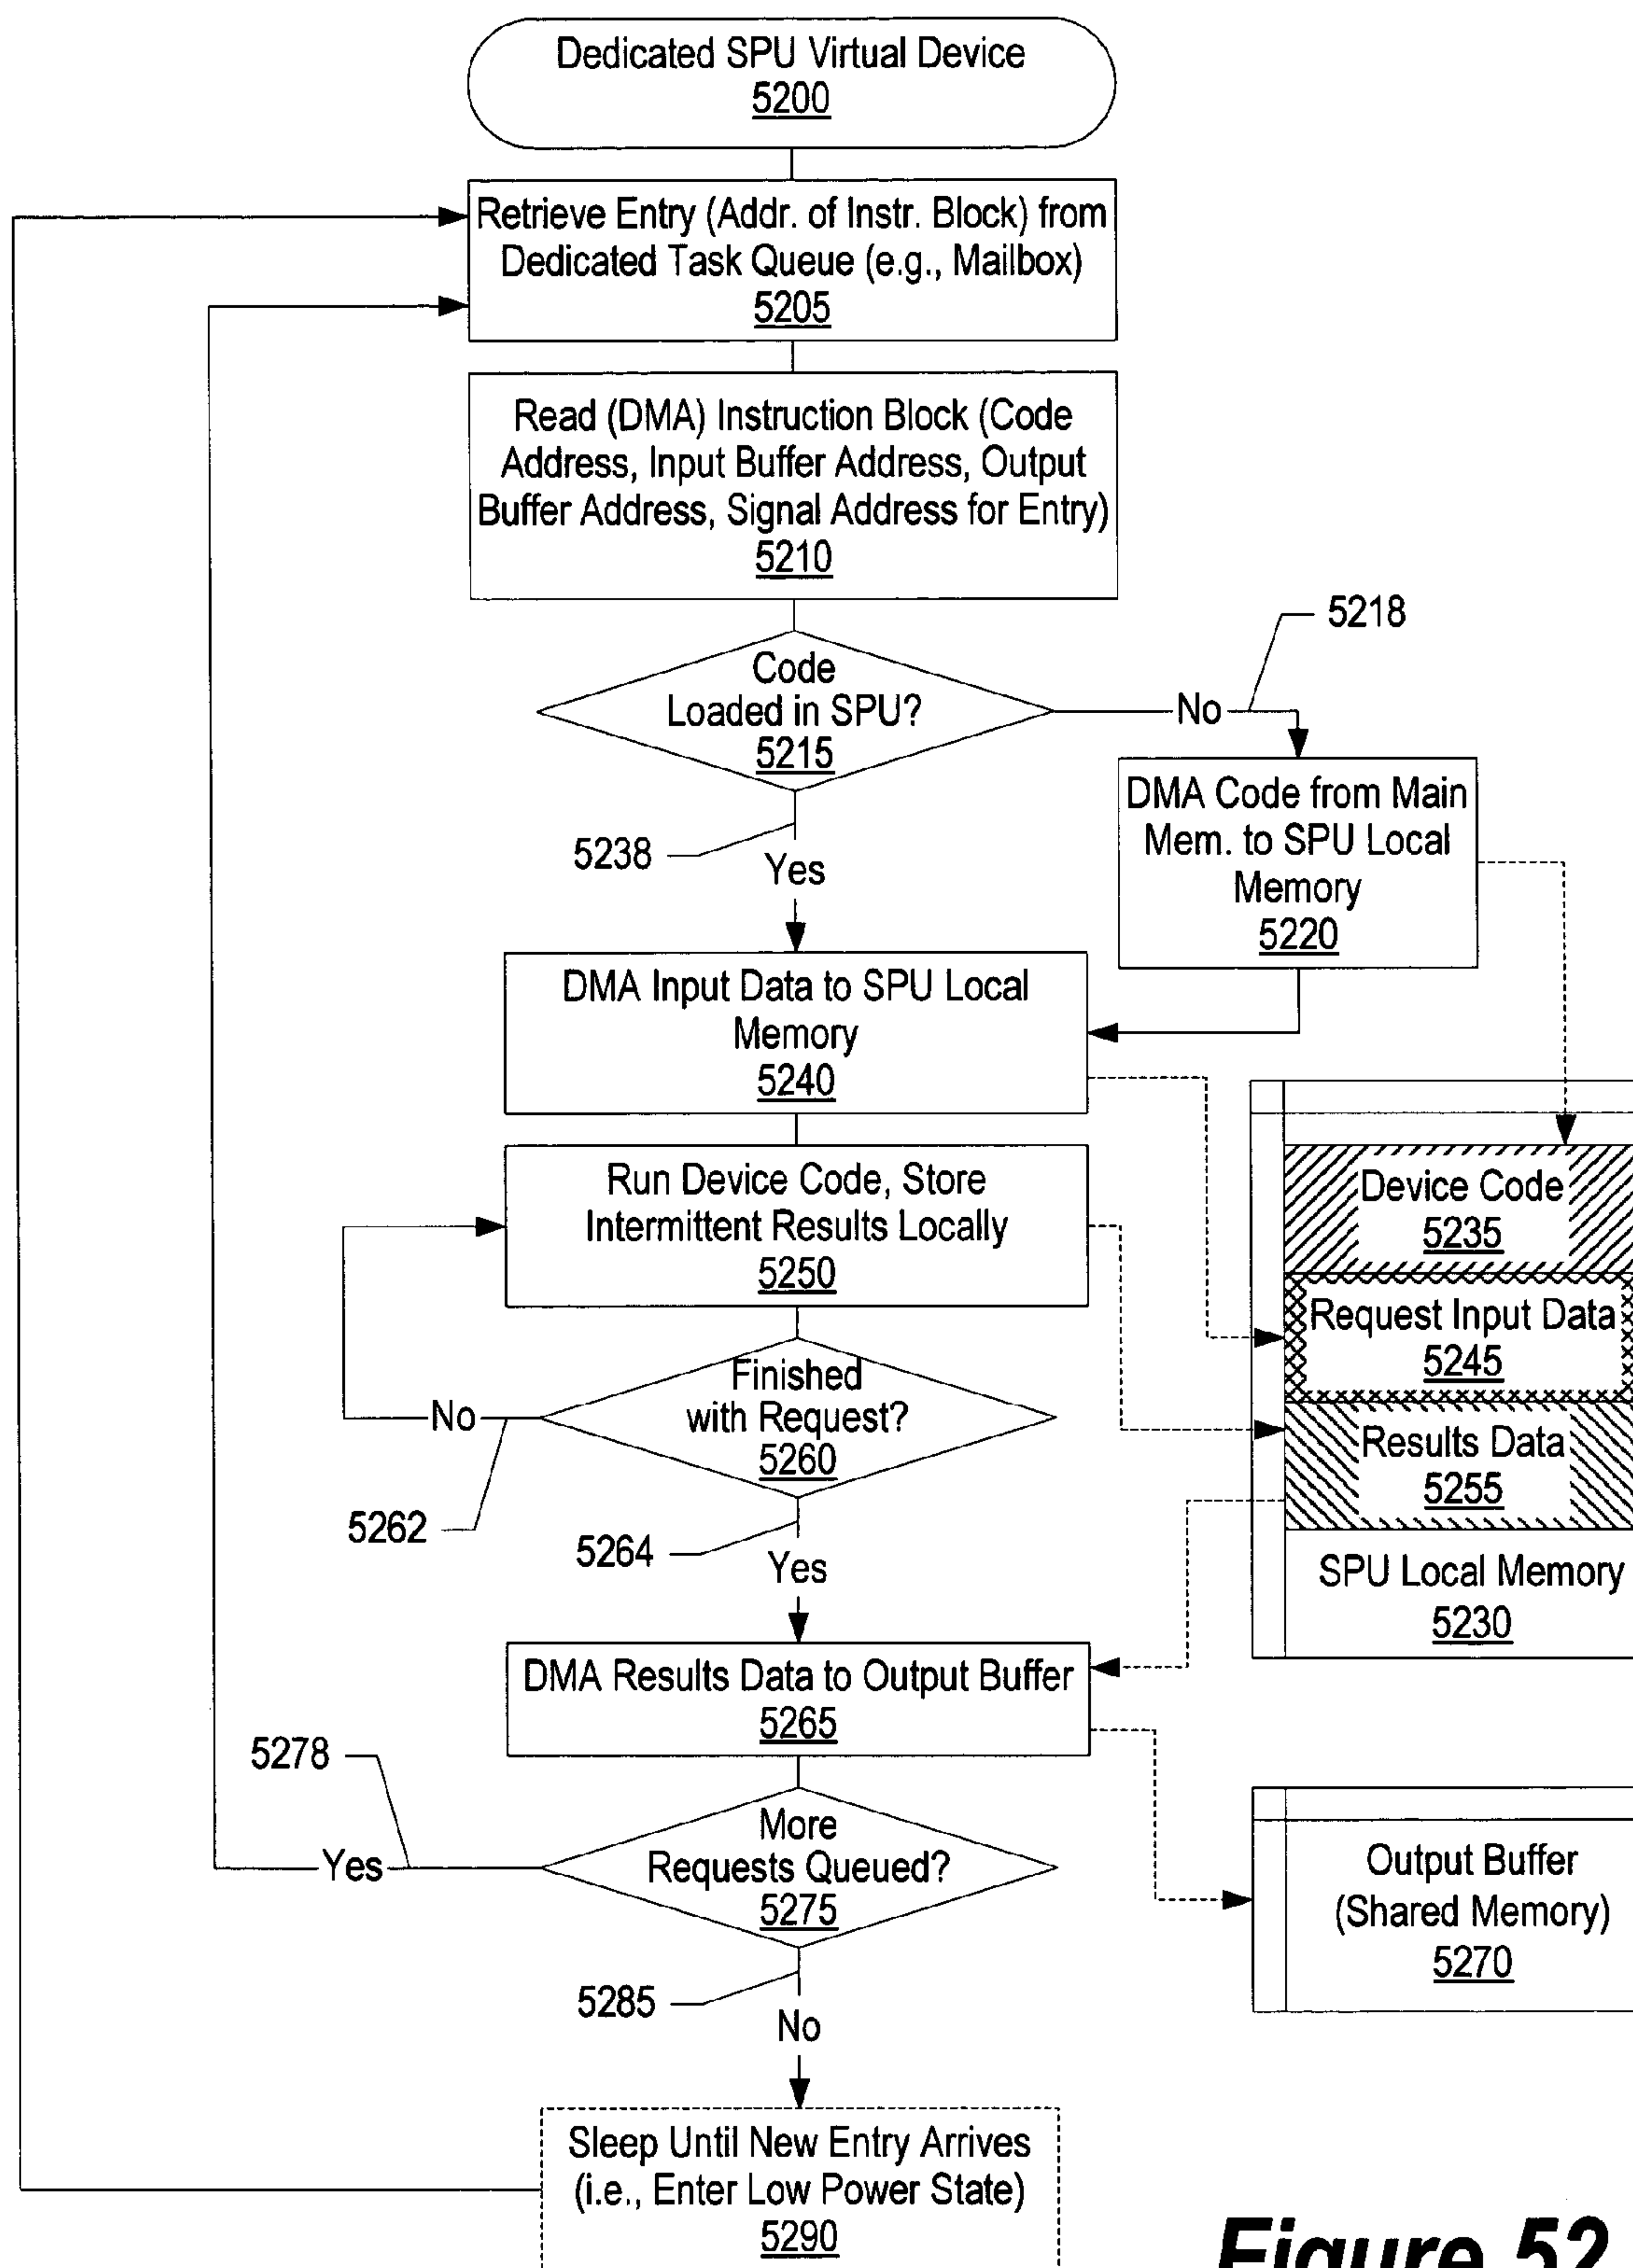 Dedicated SPU Virtual Device
5200
Retrieve Entry (Addr. of Instr. Block) from
Dedicated Task Queue (e.g., Mailbox)
5205
Read (DMA) Instruction Block (Code
Address, Input Buffer Address, Output
Buffer Address, Signal Address for Entry)
5210
5218
Code
Loaded in SPU?
5215
No
DMA Code from Main
Mem. to SPU Local
Memory
5220
5238
Yes
DMA Input Data to SPU Local
Memory
5240
Device Code
5235
Run Device Code, Store
Intermittent Results Locally
5250
Request Input Data
5245
Finished
with Request?
5260
No
Results Data
5255
5262
5264
Yes
SPU Local Memory
5230
DMA Results Data to Output Buffer
5265
5278
More
Requests Queued?
5275
Yes
Output Buffer
(Shared Memory)
5270
5285
No
Sleep Until New Entry Arrives
(i.e., Enter Low Power State)
5290
Figure 52